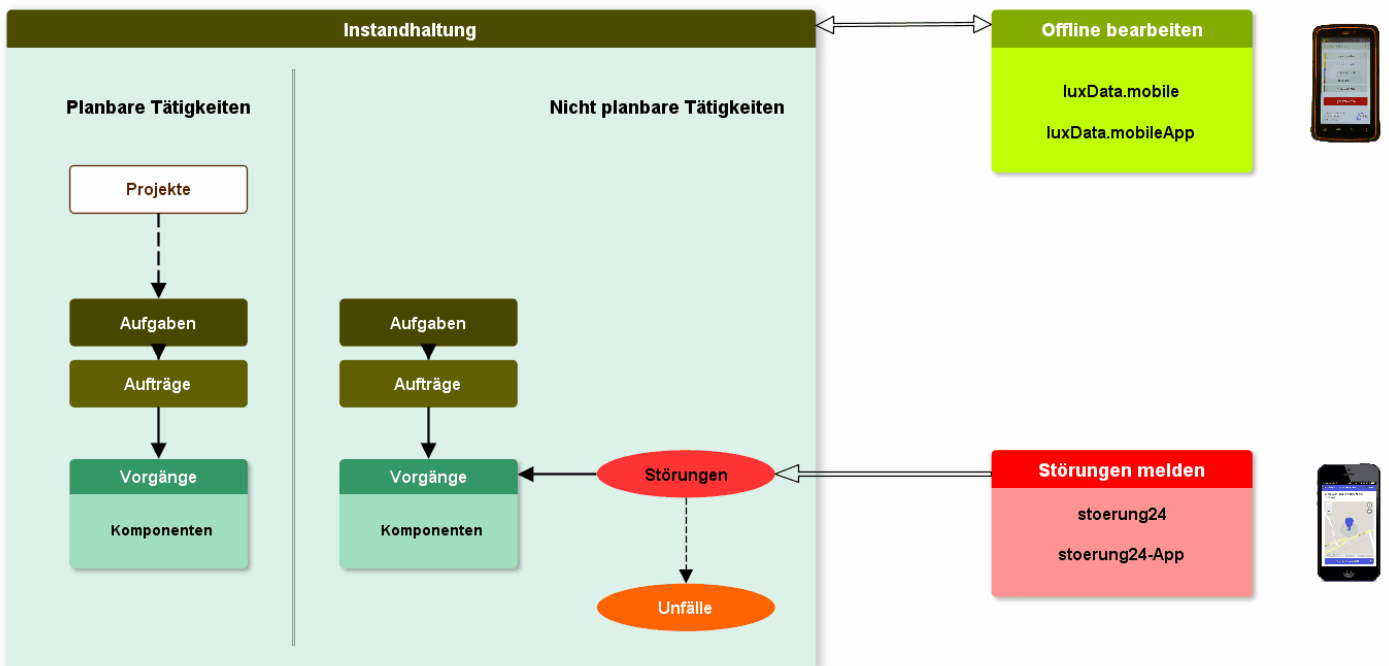 Instandhaltung
Offline bearbeiten
Planbare Tätigkeiten
Nicht planbare Tätigkeiten
luxData.mobile
luxData.mobileApp
Projekte
Aufgaben
Aufgaben
Aufträge
Aufträge
Vorgänge
Komponenten
Vorgänge
Komponenten
Störungen
Unfälle
Störungen melden
stoerung24
stoerung24-App